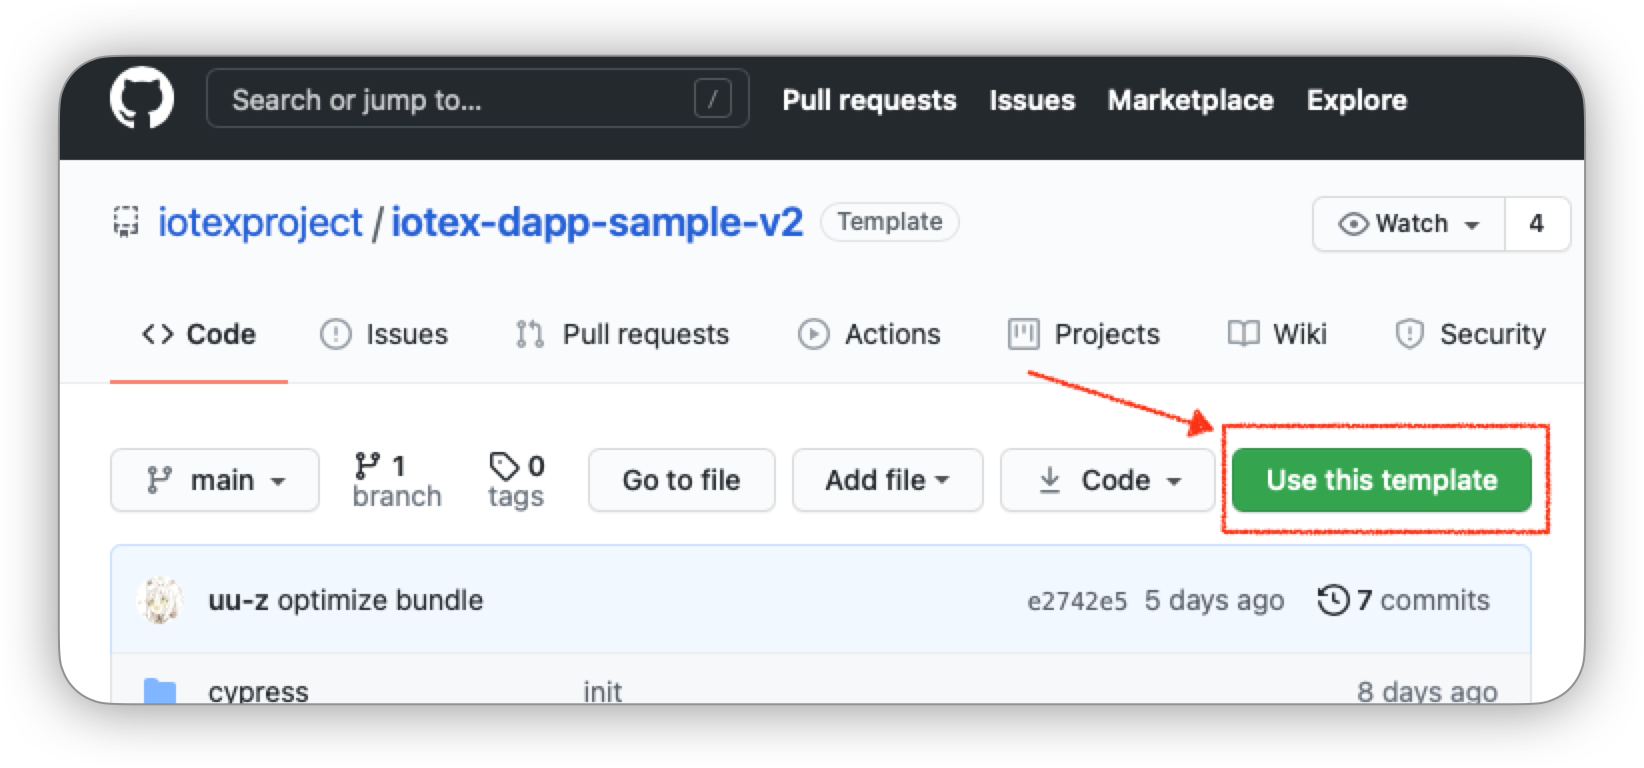 Search or jump to... / Pull requests Issues Marketplace Explore
iotexproject / iotex-dapp-sample-v2 Template Watch 4
Code Issues Pull requests Actions Projects Wiki Security
main 1 branch 0 tags Go to file Add file Code Use this template
uu-z optimize bundle e2742e5 5 days ago 7 commits
cypress init 8 days ago